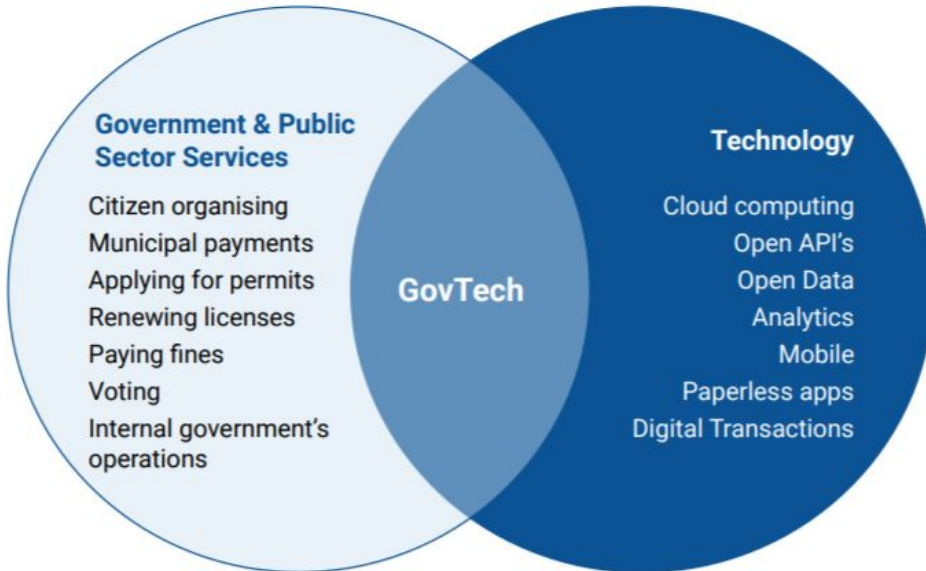 Government & Public
Sector Services
Citizen organising
Municipal payments
Applying for permits
Renewing licenses
Paying fines
Voting
Internal government's
operations
GovTech
Technology
Cloud computing
Open API's
Open Data
Analytics
Mobile
Paperless apps
Digital Transactions